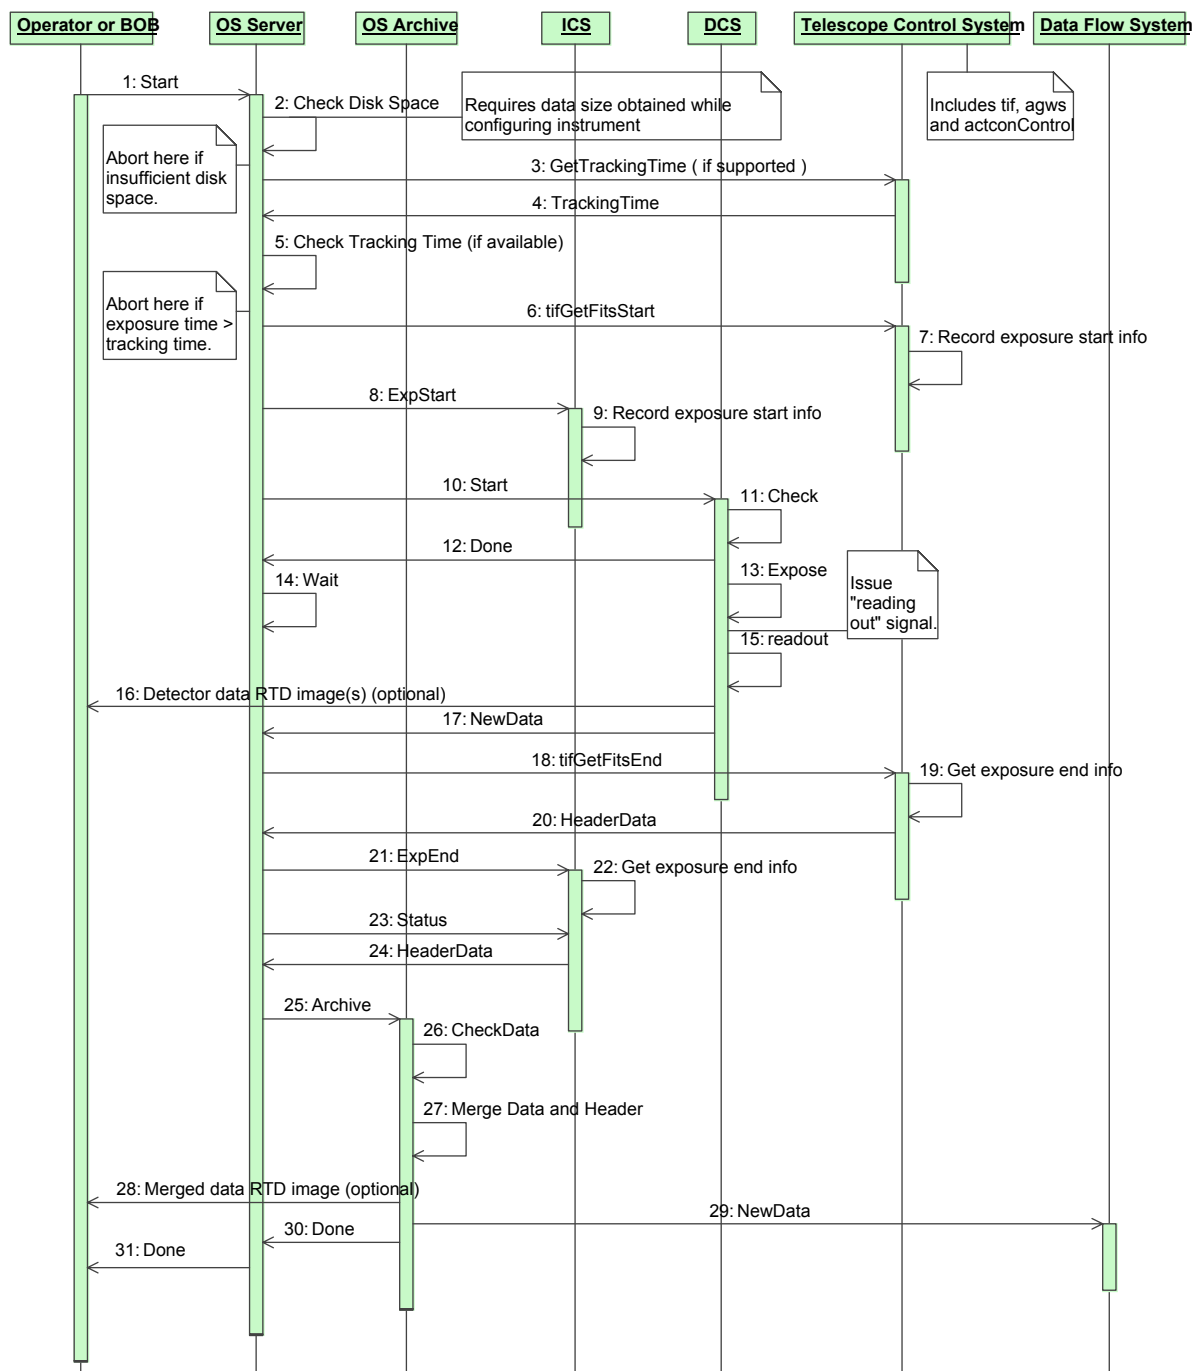 Operator or BOB
OS Server
OS Archive
ICS
DCS
Telescope Control System
Data Flow System
1: Start
2: Check Disk Space
Requires data size obtained while
configuring instrument
Includes tif, agws
and actconControl
Abort here if
insufficient disk
space.
3: GetTrackingTime ( if supported )
4: TrackingTime
5: Check Tracking Time (if available)
Abort here if
exposure time >
tracking time.
6: tifGetFitsStart
7: Record exposure start info
8: ExpStart
9: Record exposure start info
10: Start
11: Check
12: Done
13: Expose
14: Wait
Issue
"reading
out" signal.
15: readout
16: Detector data RTD image(s) (optional)
17: NewData
18: tifGetFitsEnd
19: Get exposure end info
20: HeaderData
21: ExpEnd
22: Get exposure end info
23: Status
24: HeaderData
25: Archive
26: CheckData
27: Merge Data and Header
28: Merged data RTD image (optional)
29: NewData
30: Done
31: Done